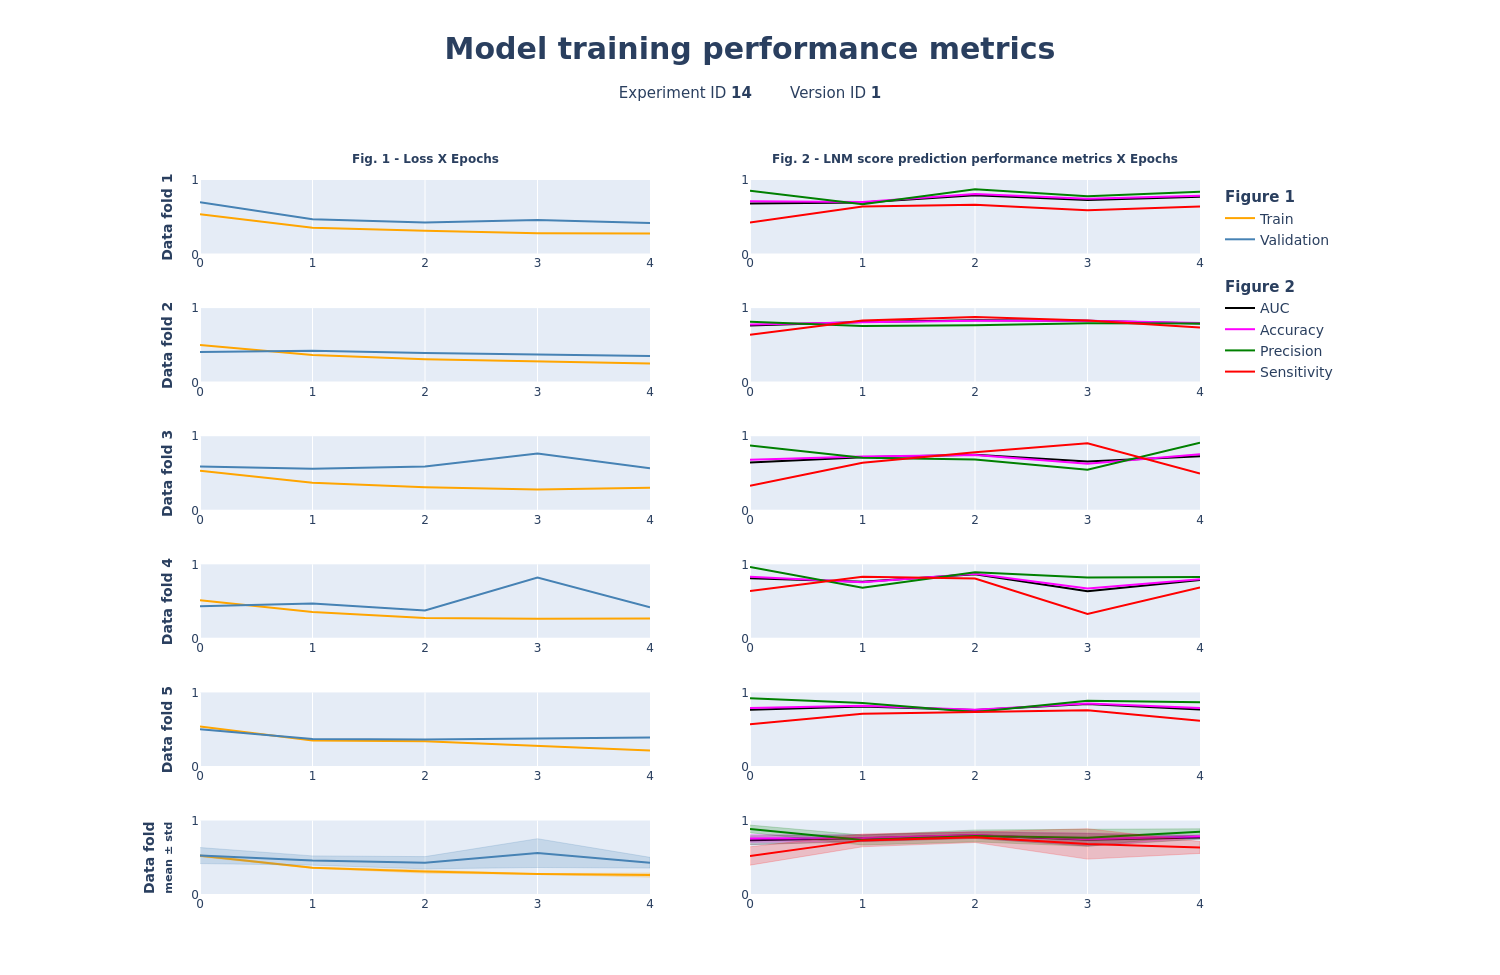 Model training performance metrics
Experiment ID 14 Version ID 1
Fig. 1 - Loss X Epochs
Fig. 2 - LNM score prediction performance metrics X Epochs
Data fold 1
1
0
0 1 2 3 4
1
0
0 1 2 3 4
Figure 1
Train
Validation
Figure 2
AUC
Accuracy
Precision
Sensitivity
Data fold 2
1
0
0 1 2 3 4
1
0
0 1 2 3 4
Data fold 3
1
0
0 1 2 3 4
1
0
0 1 2 3 4
Data fold 4
1
0
0 1 2 3 4
1
0
0 1 2 3 4
Data fold 5
1
0
0 1 2 3 4
1
0
0 1 2 3 4
Data fold
mean ± std
1
0
0 1 2 3 4
1
0
0 1 2 3 4